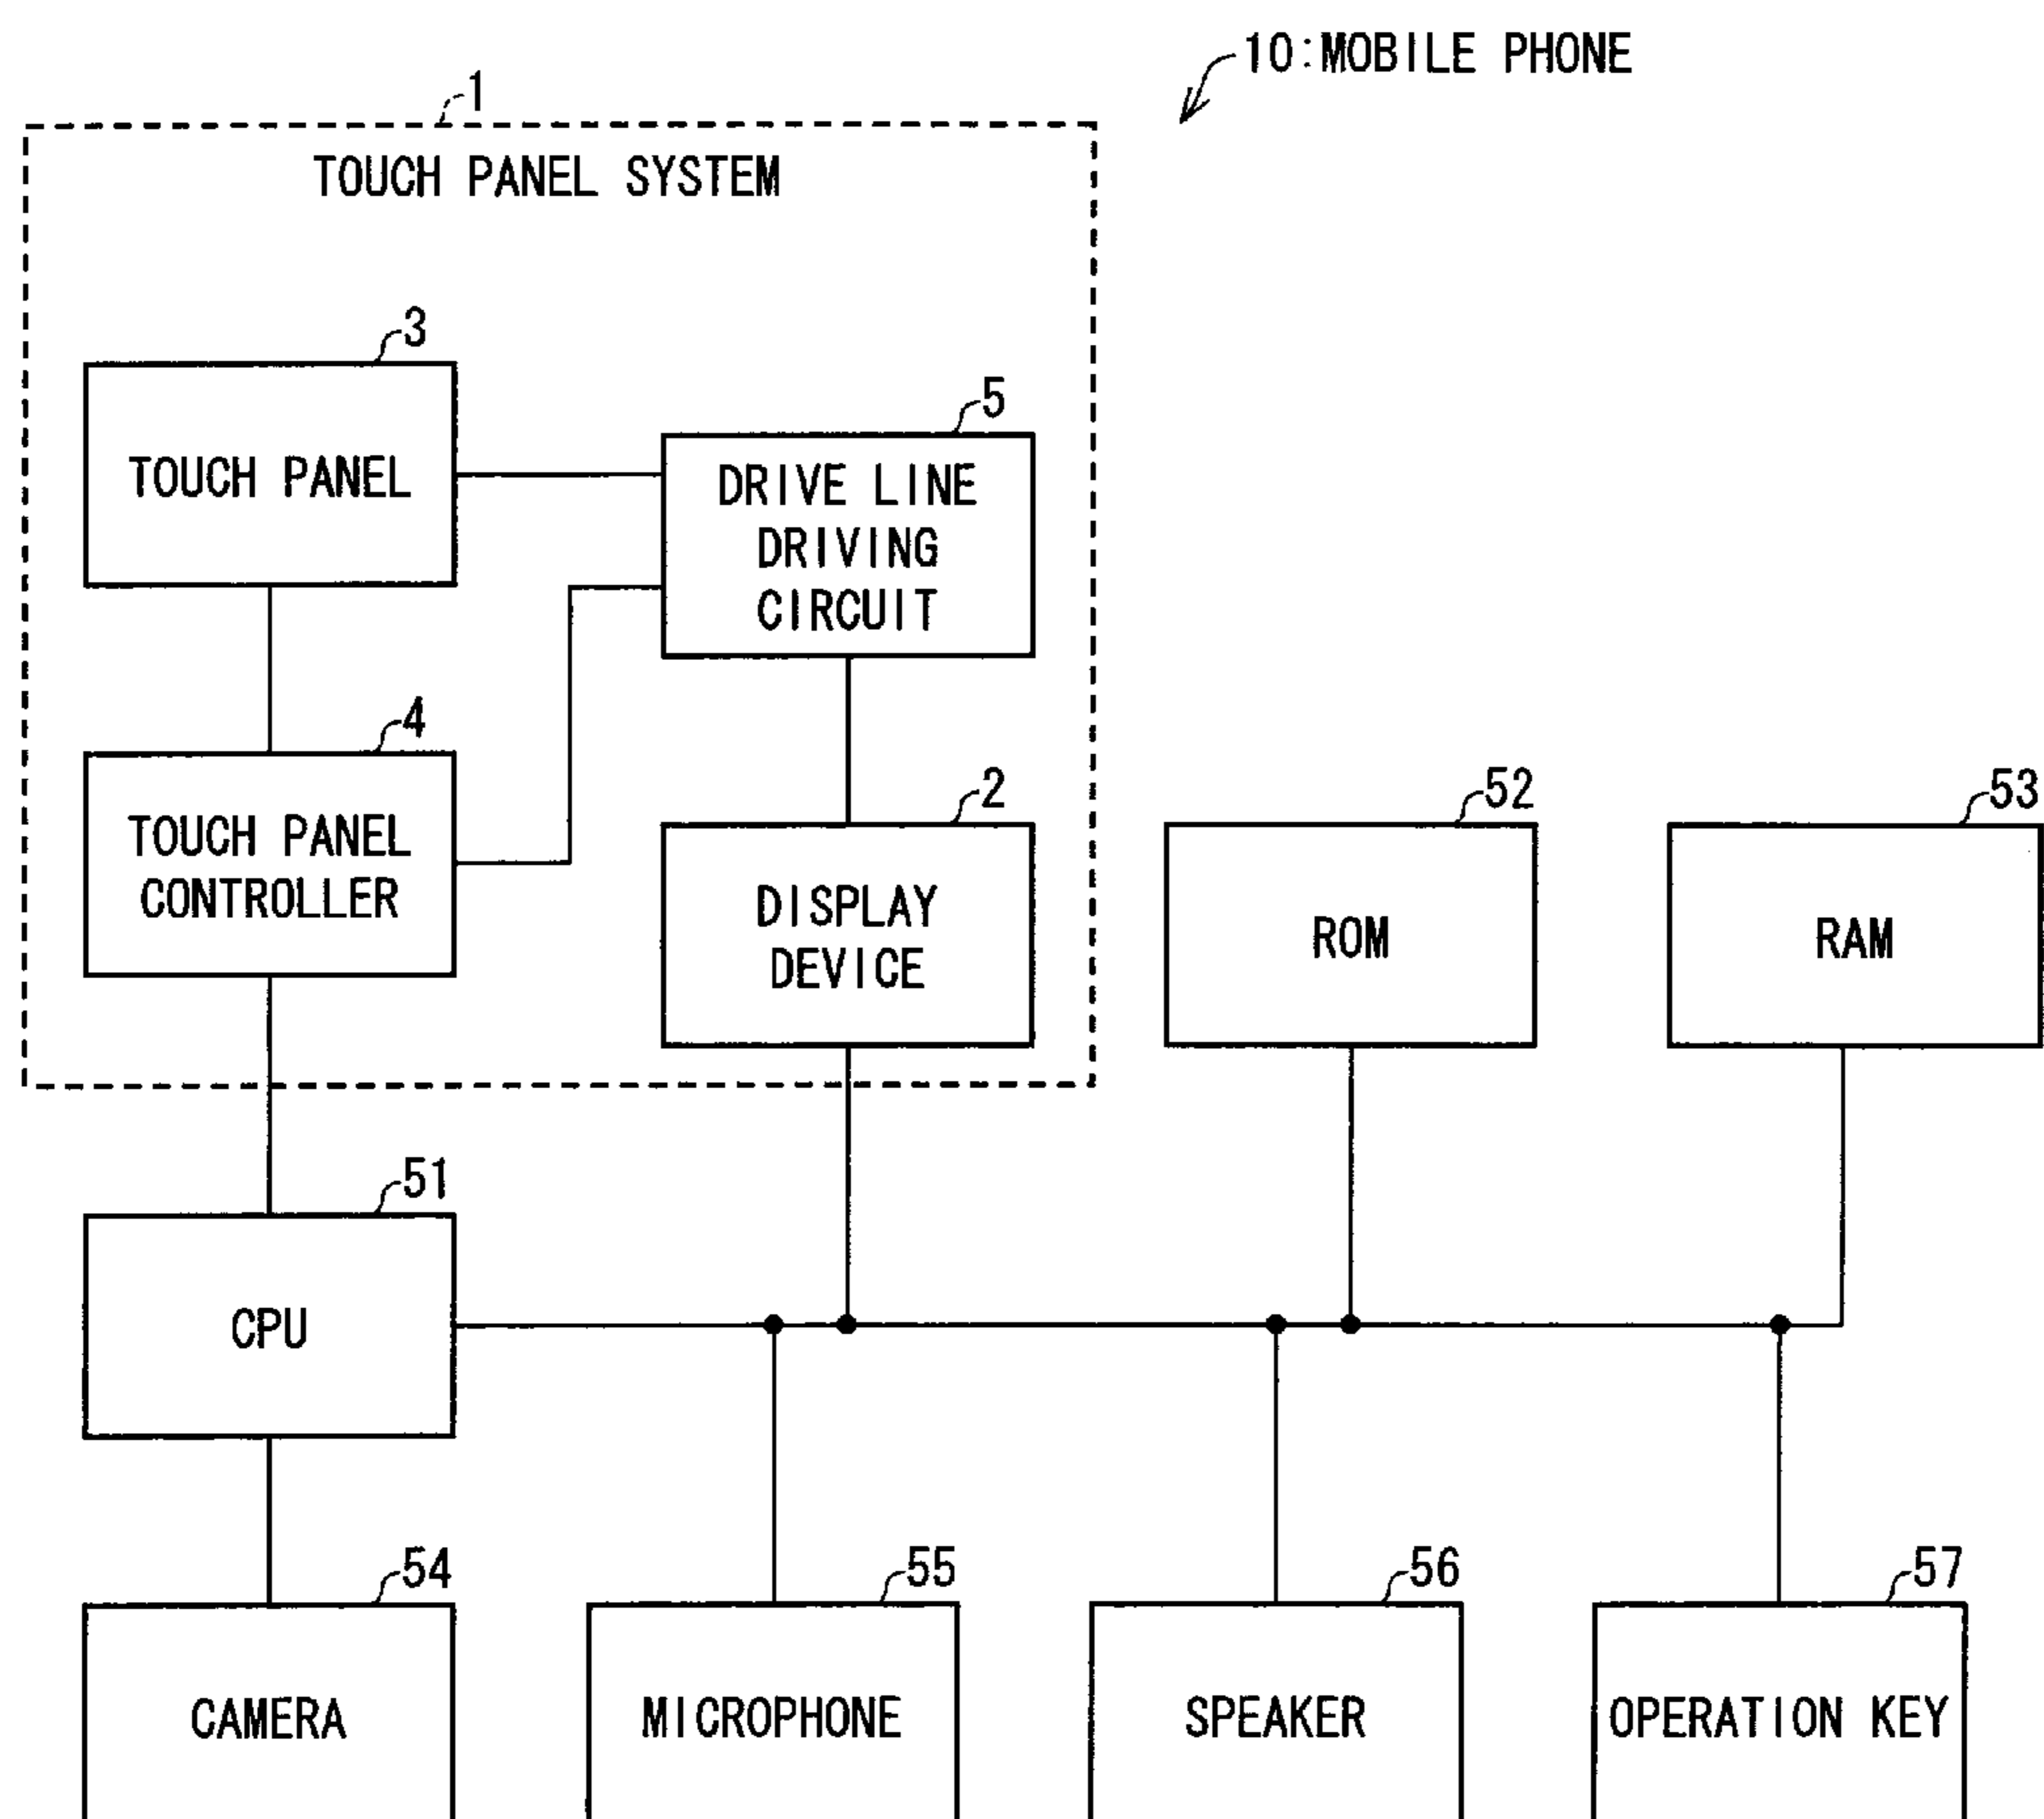 10:MOBILE PHONE
1
TOUCH PANEL SYSTEM
3
TOUCH PANEL
5
DRIVE LINE
DRIVING
CIRCUIT
4
TOUCH PANEL
CONTROLLER
2
DISPLAY
DEVICE
52
ROM
53
RAM
51
CPU
54
CAMERA
55
MICROPHONE
56
SPEAKER
57
OPERATION KEY